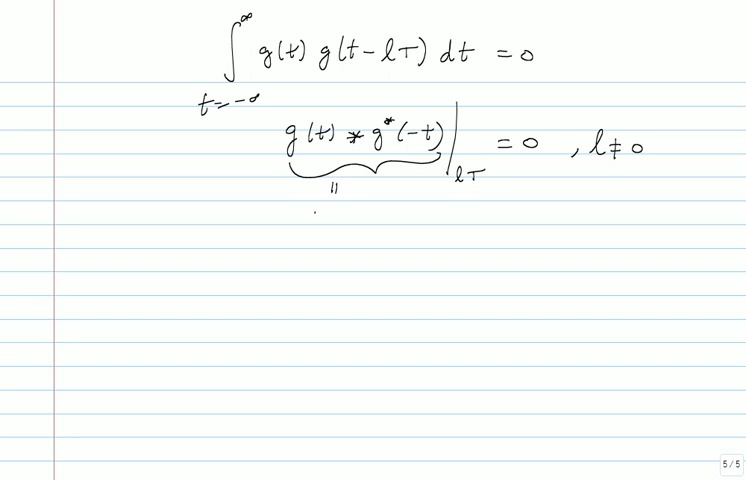 ∫_{t=-∞}^{∞} g(t) g(t-lT) dt = 0
g(t) * g*(-t) |_{lT} = 0 , l ≠ 0
"
5 / 5